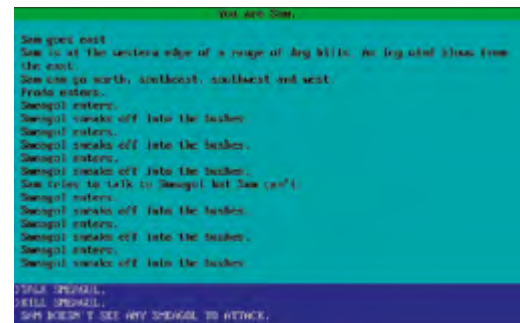 You Are Sam.
Sam goes east
Sam is at the western edge of a range of dry hills. An icy wind blows from
the east.
Sam can go north, southeast, southwest and west.
Frodo enters.
Smeagol enters.
Smeagol sneaks off into the bushes.
Smeagol enters.
Smeagol sneaks off into the bushes.
Smeagol enters.
Smeagol sneaks off into the bushes.
Sam tries to talk to Smeagol but Sam can't.
Smeagol enters.
Smeagol sneaks off into the bushes.
Smeagol enters.
Smeagol sneaks off into the bushes.
Smeagol enters.
Smeagol sneaks off into the bushes
>TALK SMEAGOL.
>KILL SMEAGOL.
SAM DOESN'T SEE ANY SMEAGOL TO ATTACK.